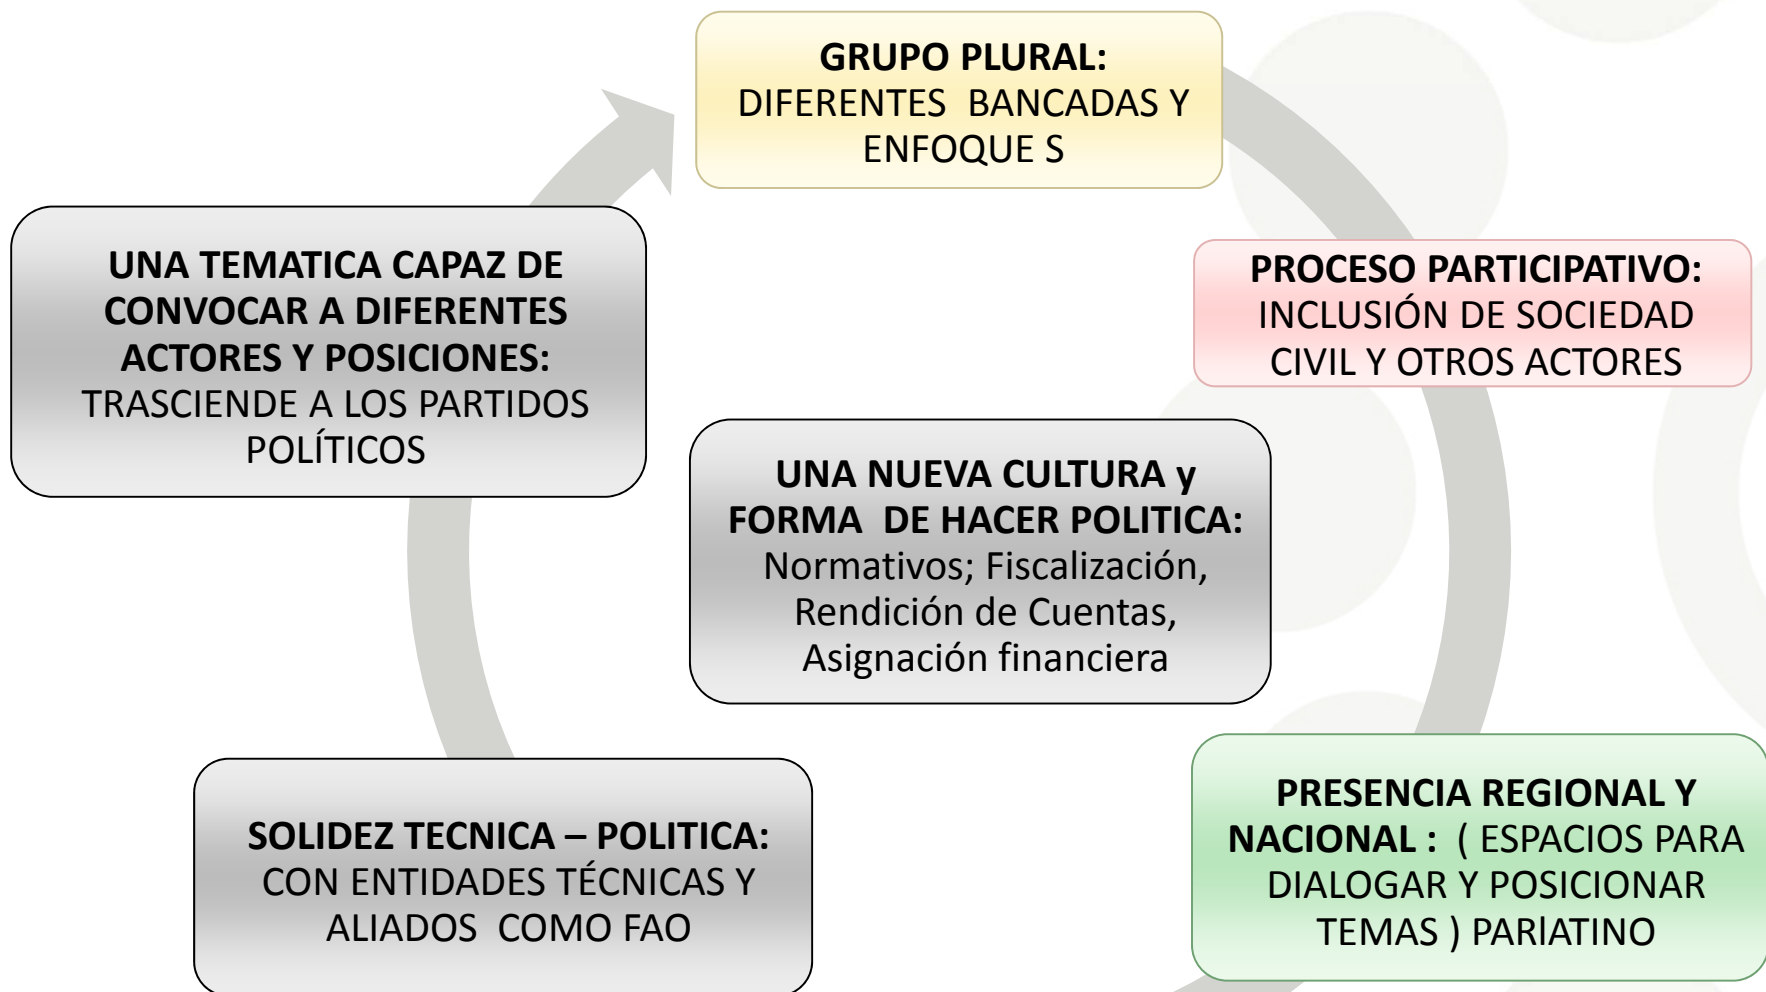 GRUPO PLURAL:
DIFERENTES BANCADAS Y
ENFOQUE S
PROCESO PARTICIPATIVO:
INCLUSIÓN DE SOCIEDAD
CIVIL Y OTROS ACTORES
PRESENCIA REGIONAL Y
NACIONAL : ( ESPACIOS PARA
DIALOGAR Y POSICIONAR
TEMAS ) PARlATINO
SOLIDEZ TECNICA – POLITICA:
CON ENTIDADES TÉCNICAS Y
ALIADOS COMO FAO
UNA TEMATICA CAPAZ DE
CONVOCAR A DIFERENTES
ACTORES Y POSICIONES:
TRASCIENDE A LOS PARTIDOS
POLÍTICOS
UNA NUEVA CULTURA y
FORMA DE HACER POLITICA:
Normativos; Fiscalización,
Rendición de Cuentas,
Asignación financiera